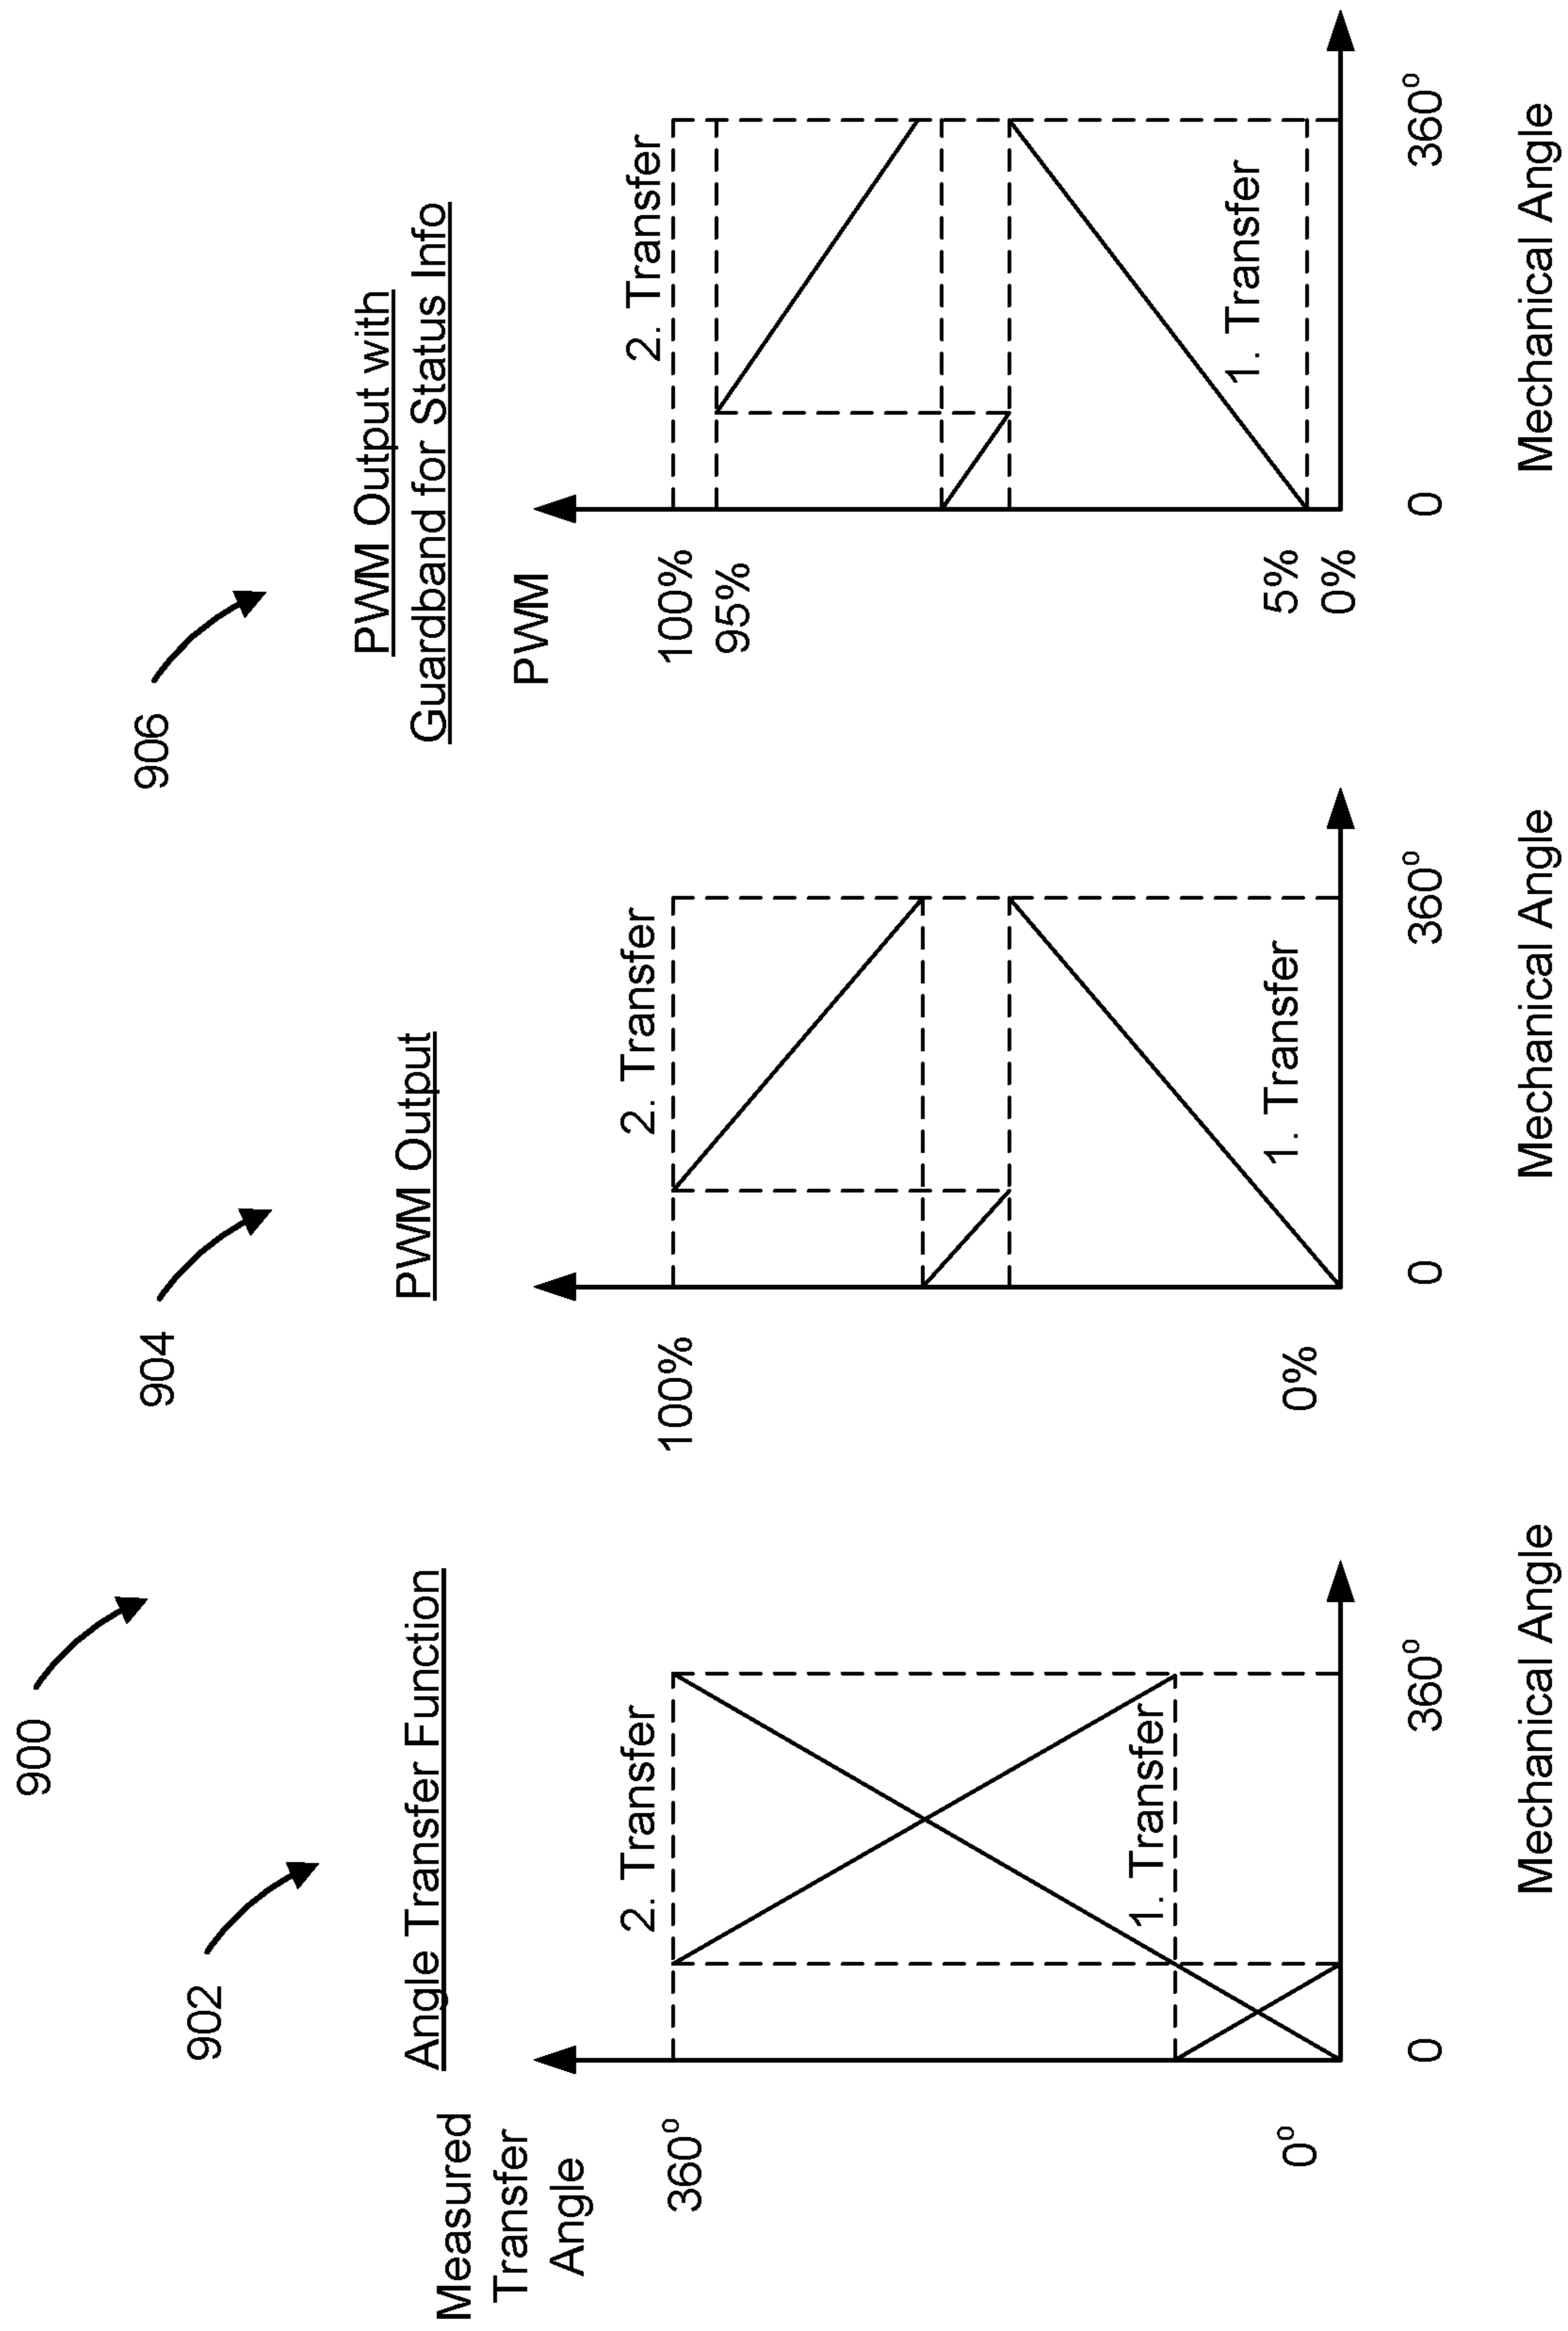 900
902
Angle Transfer Function
Measured
Transfer
Angle
360°
0°
2. Transfer
1. Transfer
0
360°
Mechanical Angle
904
PWM Output
100%
0%
2. Transfer
1. Transfer
0
360°
Mechanical Angle
906
PWM Output with
Guardband for Status Info
PWM
100%
95%
5%
0%
2. Transfer
1. Transfer
0
360°
Mechanical Angle